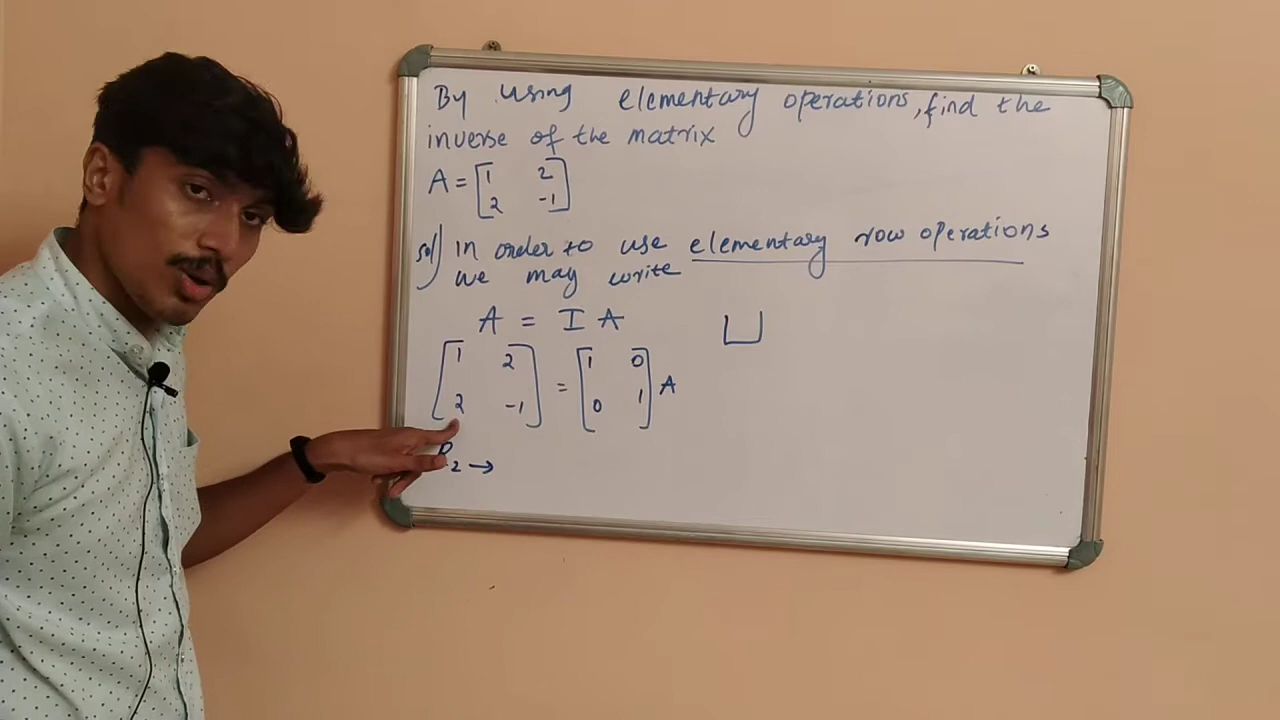 By using elementary operations, find the
inverse of the matrix
A = [1 2
2 -1]
sol) In order to use elementary row operations
we may write
A = I A
[1 2 = [1 0
2 -1] 0 1] A
R2 →